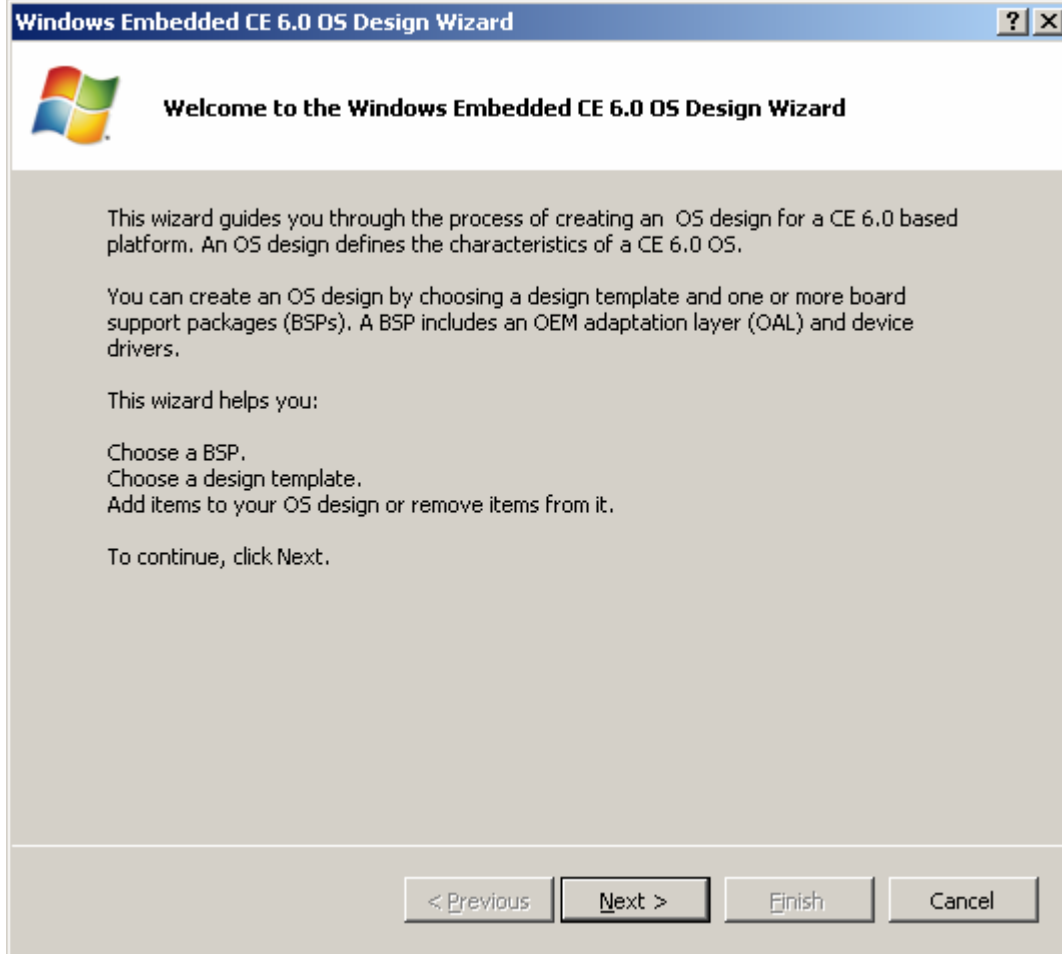 Windows Embedded CE 6.0 OS Design Wizard
Welcome to the Windows Embedded CE 6.0 OS Design Wizard
This wizard guides you through the process of creating an  OS design for a CE 6.0 based
platform. An OS design defines the characteristics of a CE 6.0 OS.
You can create an OS design by choosing a design template and one or more board
support packages (BSPs). A BSP includes an OEM adaptation layer (OAL) and device
drivers.
This wizard helps you:
Choose a BSP.
Choose a design template.
Add items to your OS design or remove items from it.
To continue, click Next.
< Previous
Next >
Finish
Cancel